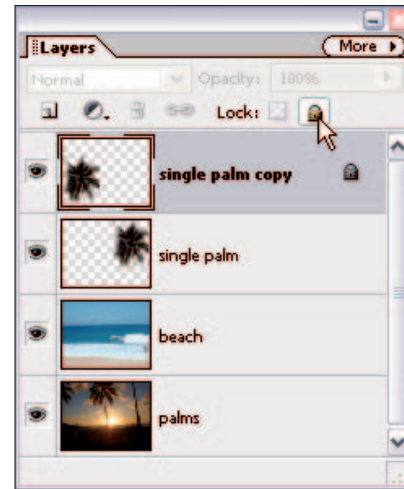 Layers
More
Normal
Opacity: 100%
Lock:
single palm copy
single palm
beach
palms